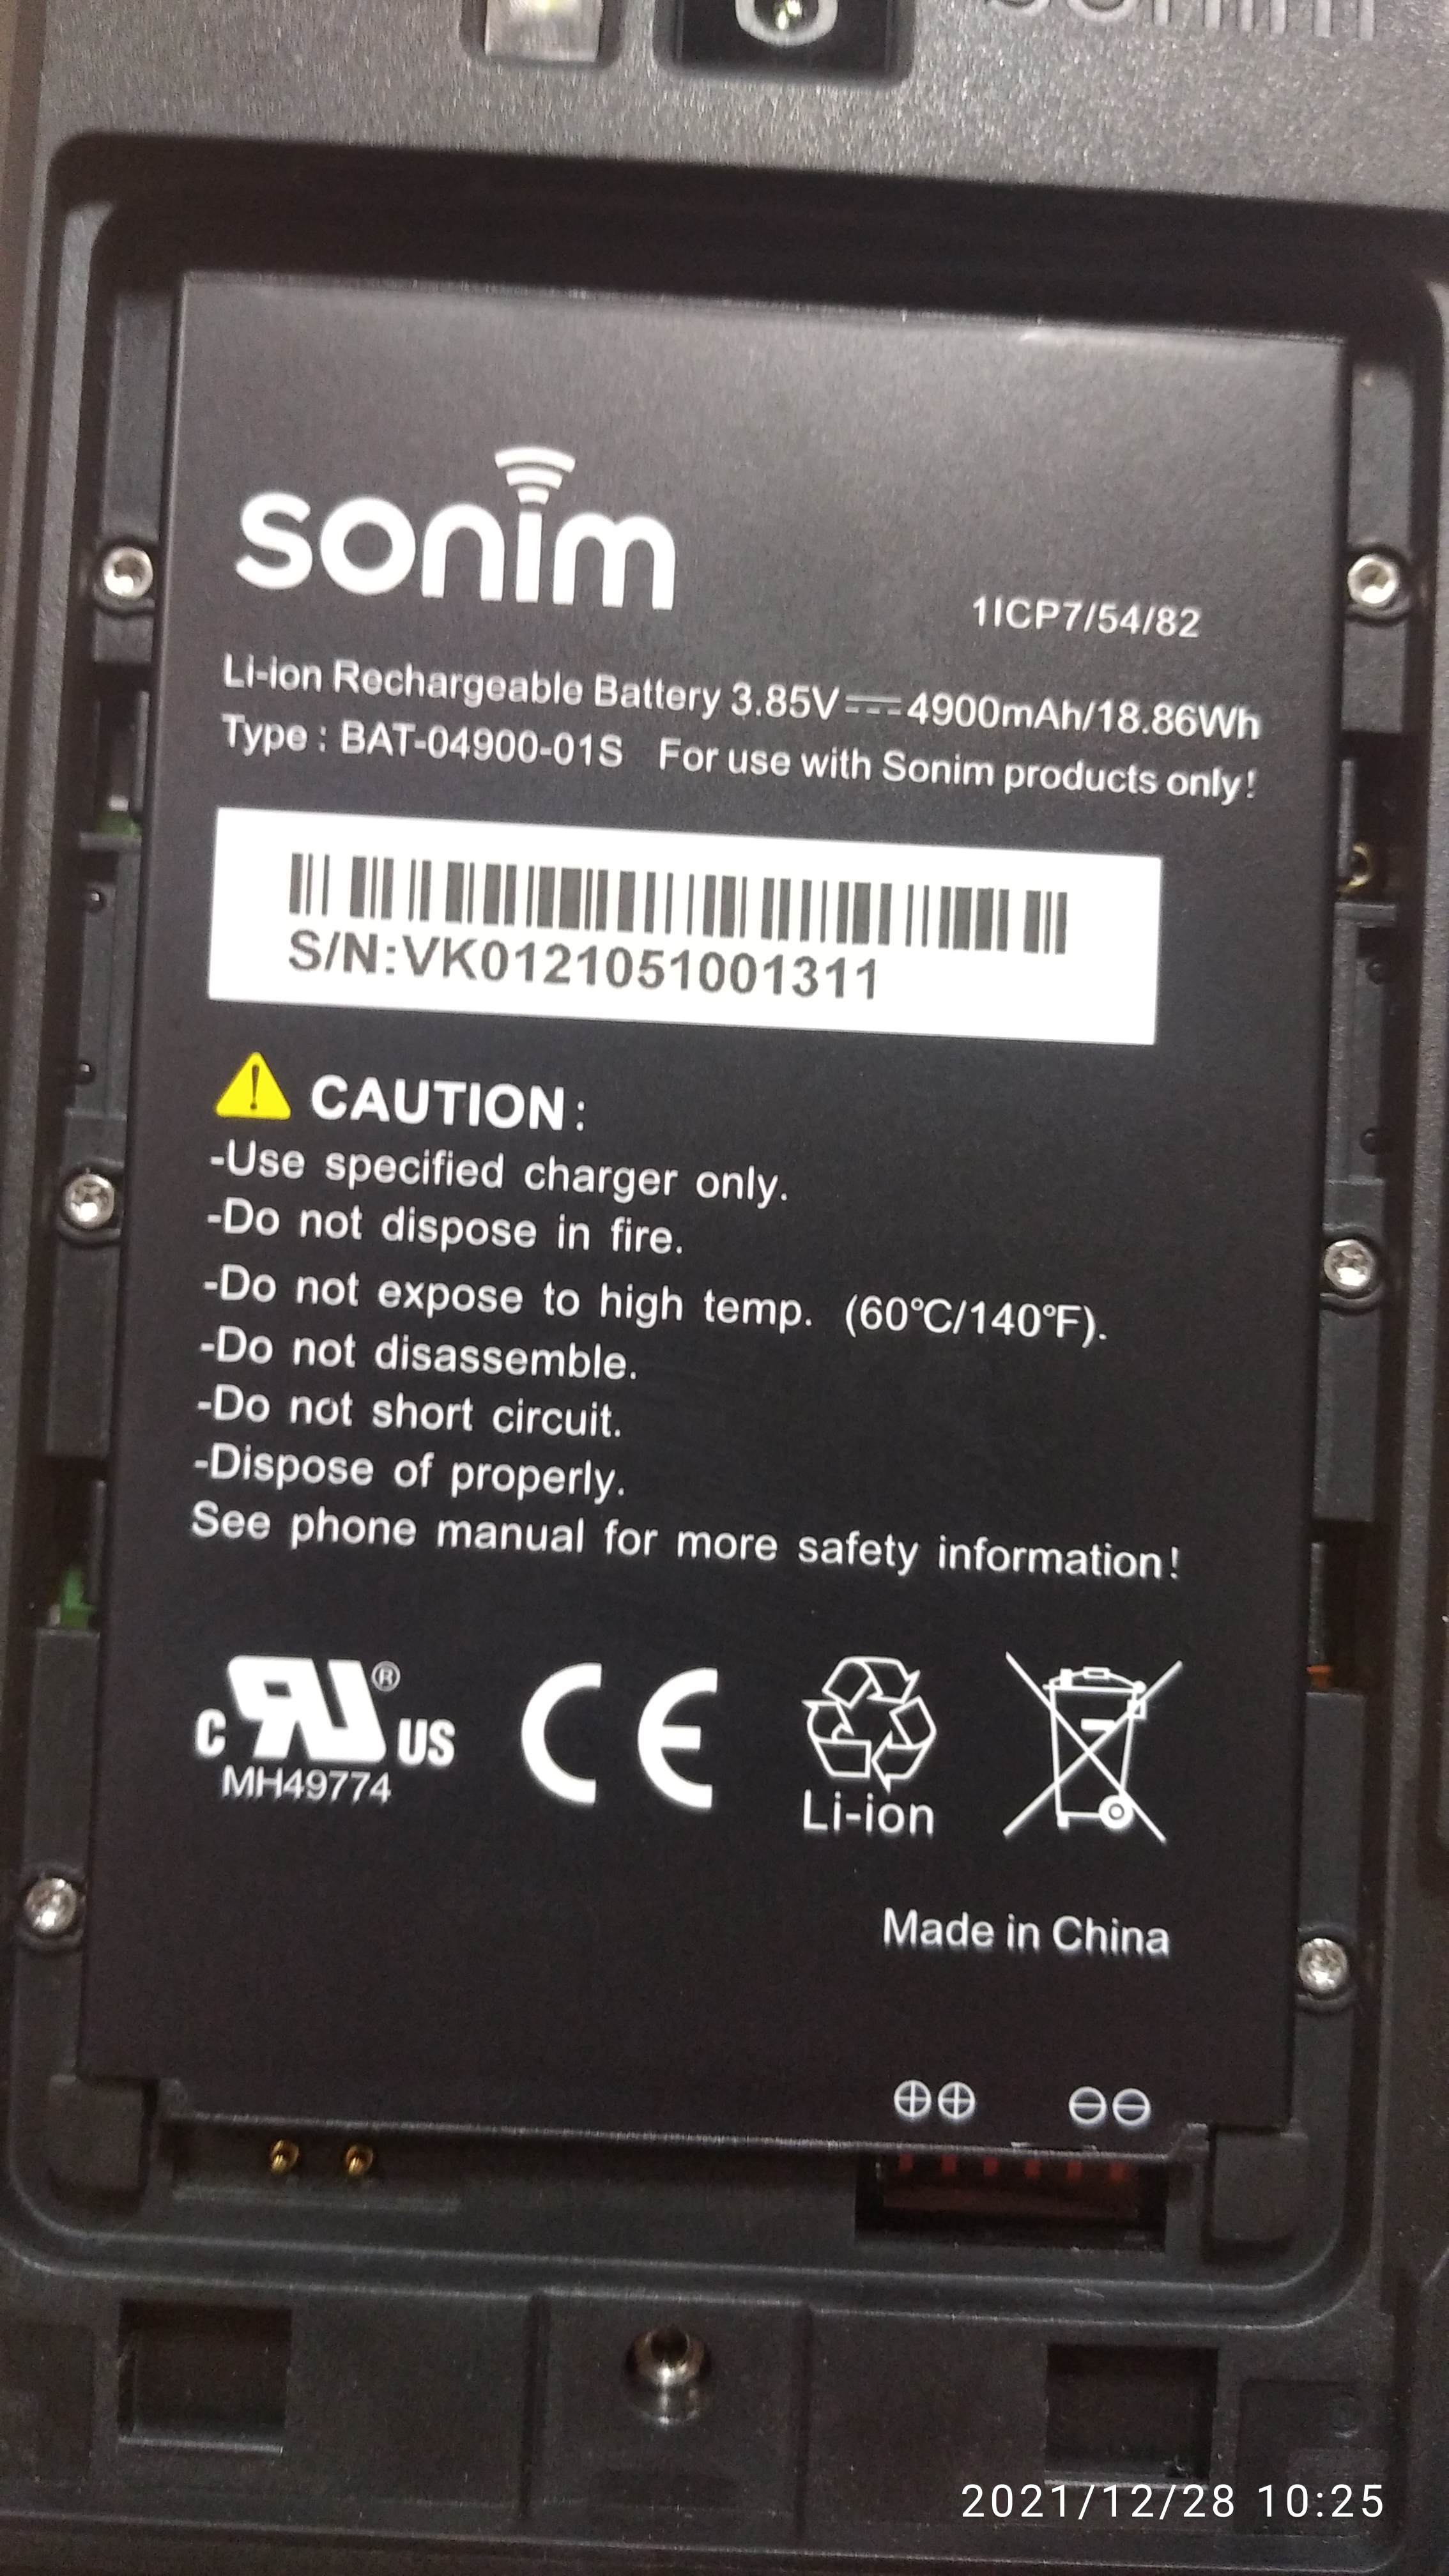 sonim
sonim
1ICP7/54/82
Li-ion Rechargeable Battery 3.85V⎓4900mAh/18.86Wh
Type : BAT-04900-01S For use with Sonim products only!
S/N:VK0121051001311
CAUTION:
-Use specified charger only.
-Do not dispose in fire.
-Do not expose to high temp. (60℃/140℉).
-Do not disassemble.
-Do not short circuit.
-Dispose of properly.
See phone manual for more safety information!
c RU ® US
MH49774
CE
Li-ion
Made in China
⊕⊕ ⊖⊖
2021/12/28 10:25